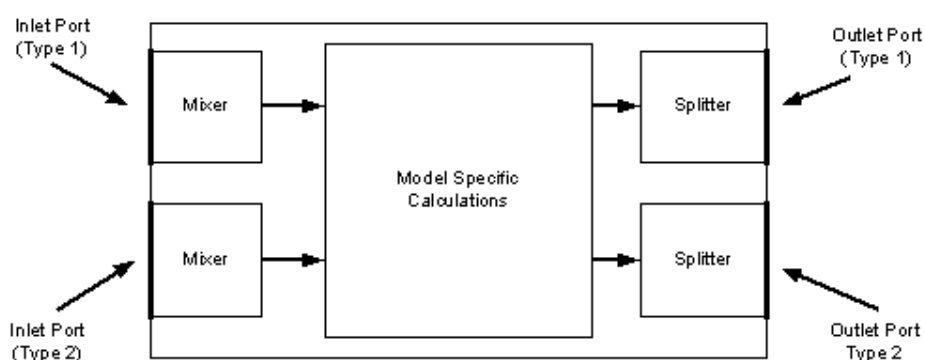 Inlet Port
(Type 1)
Outlet Port
(Type 1)
Mixer
Splitter
Model Specific
Calculations
Mixer
Splitter
Inlet Port
(Type 2)
Outlet Port
Type 2